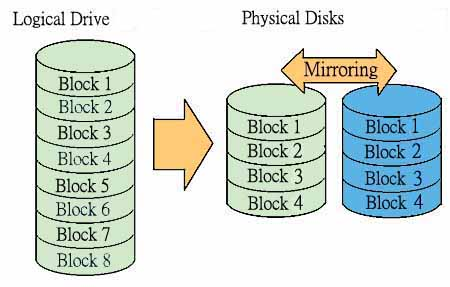 Logical Drive
Physical Disks
Mirroring
Block 1
Block 2
Block 3
Block 4
Block 5
Block 6
Block 7
Block 8
Block 1
Block 2
Block 3
Block 4
Block 1
Block 2
Block 3
Block 4